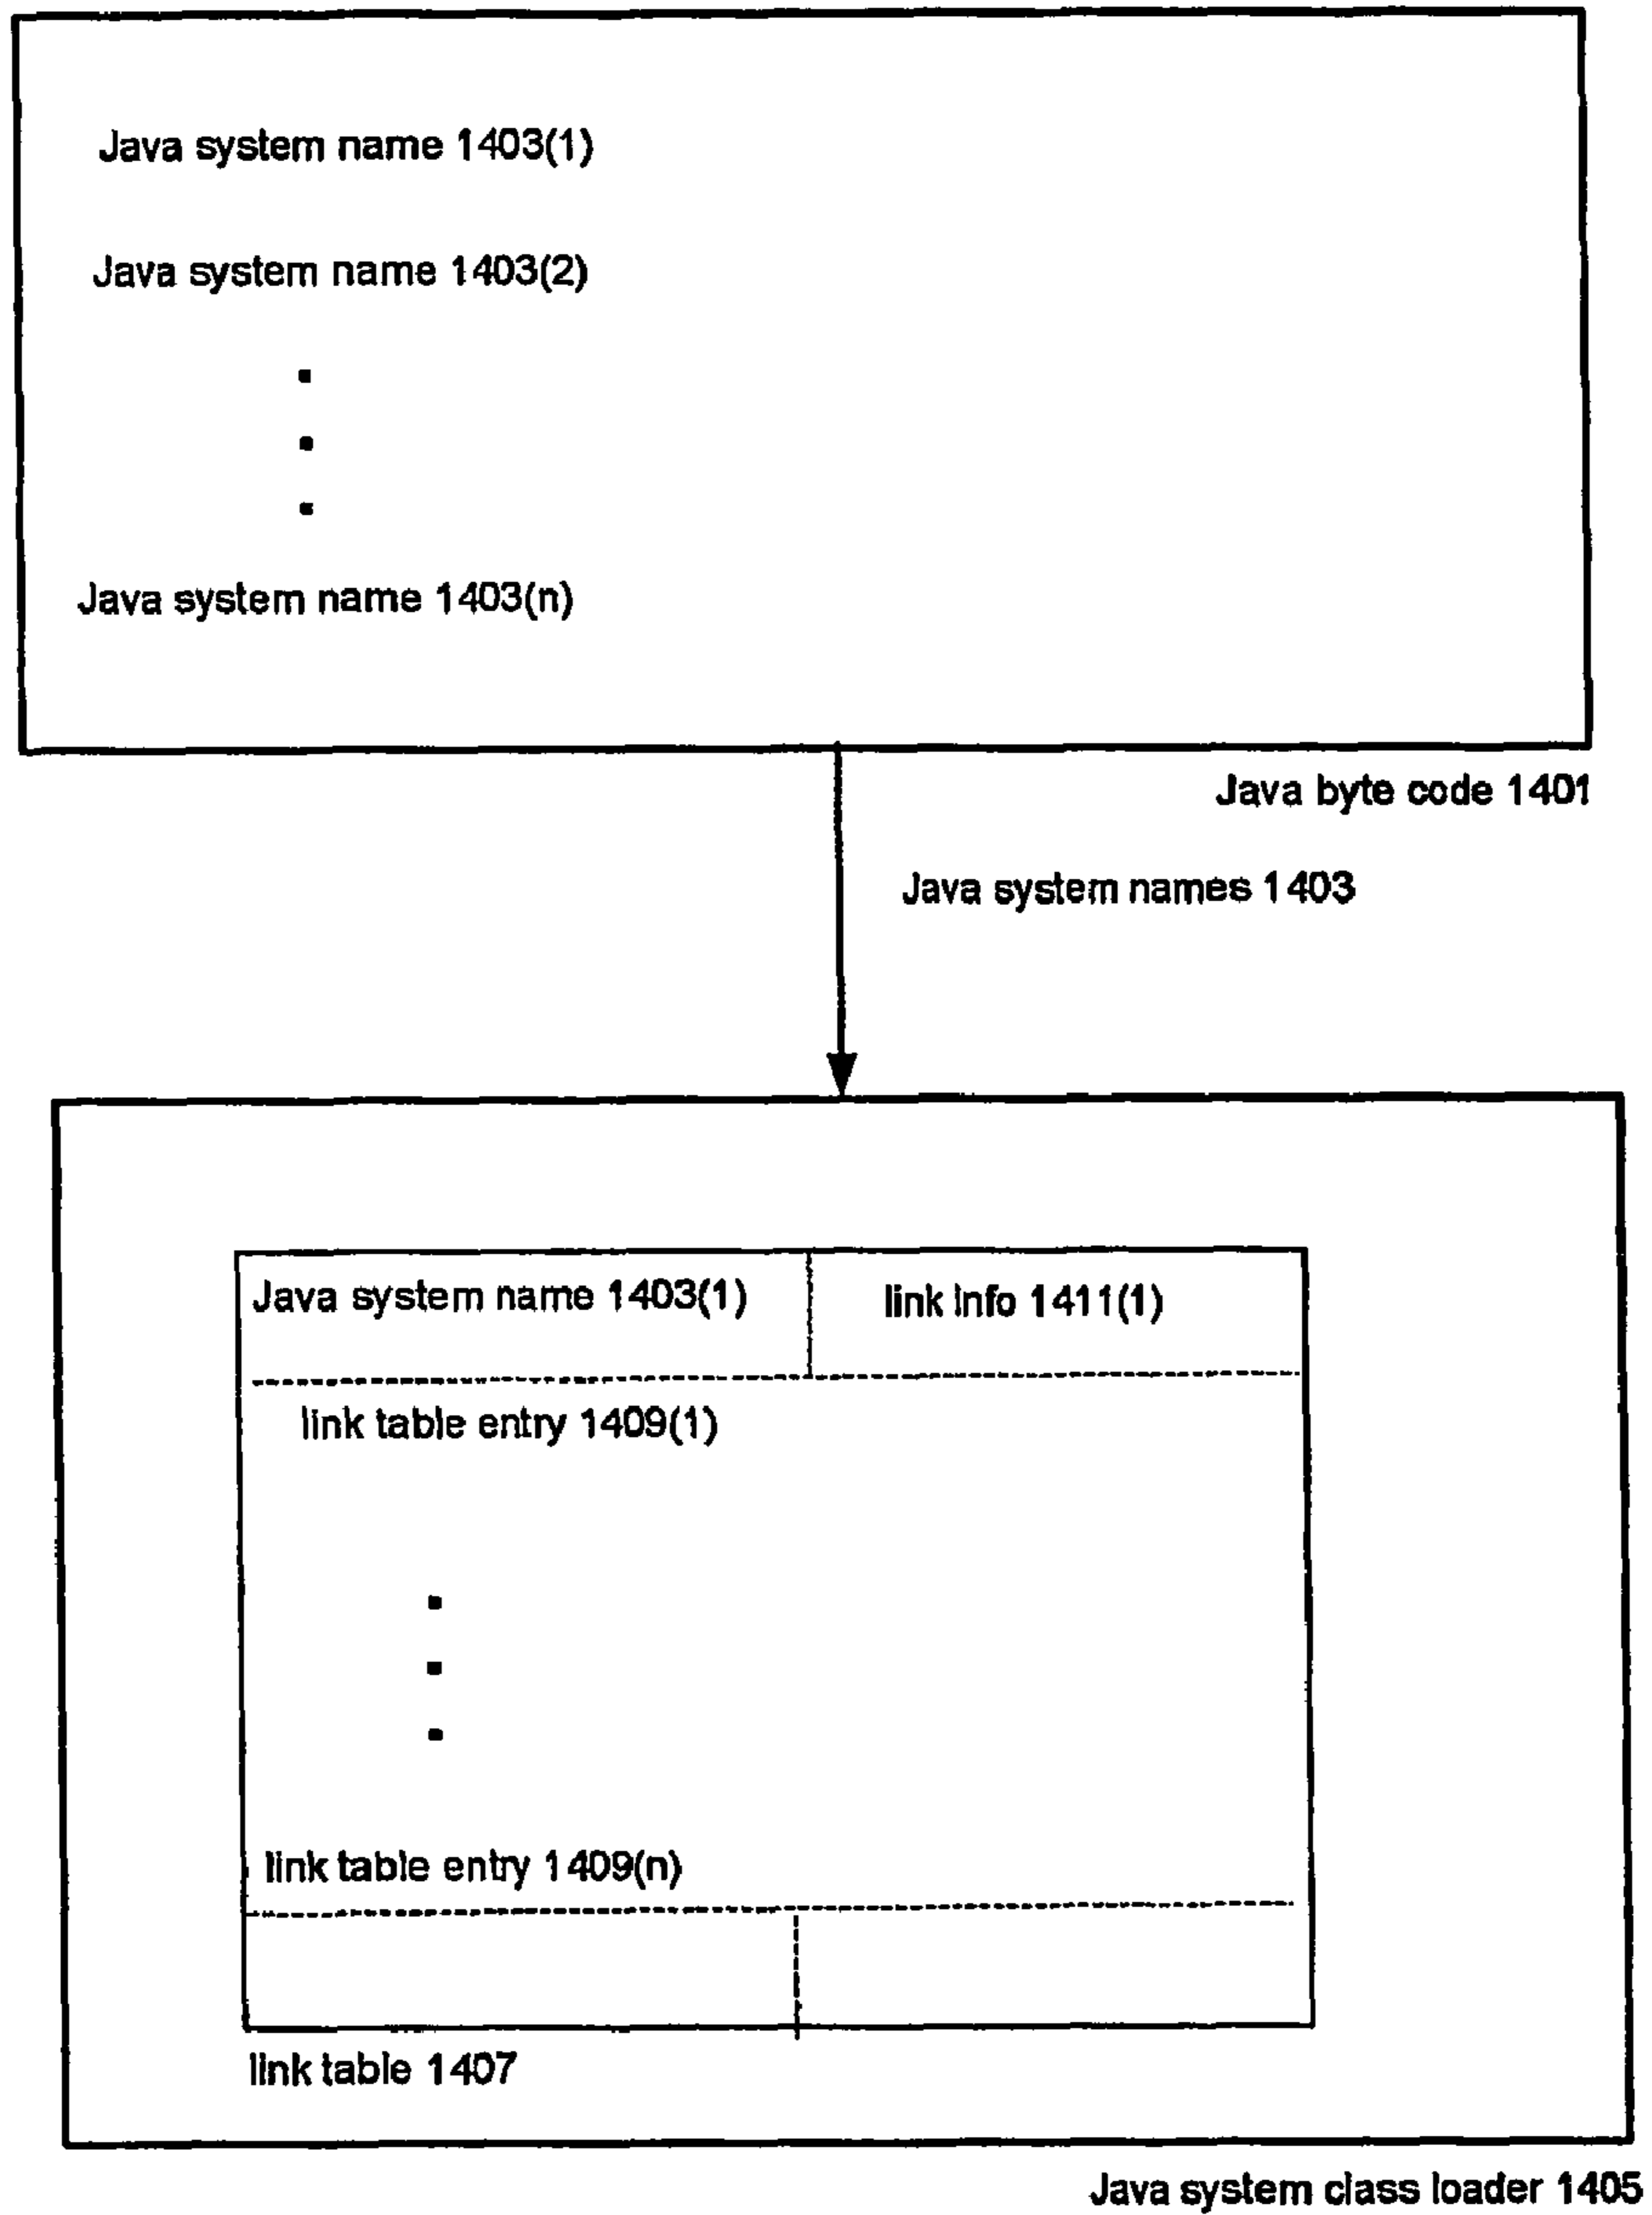 Java system name 1403(1)
Java system name 1403(2)
Java system name 1403(n)
Java byte code 1401
Java system names 1403
Java system name 1403(1)
link Info 1411(1)
link table entry 1409(1)
link table entry 1409(n)
link table 1407
Java system class loader 1405